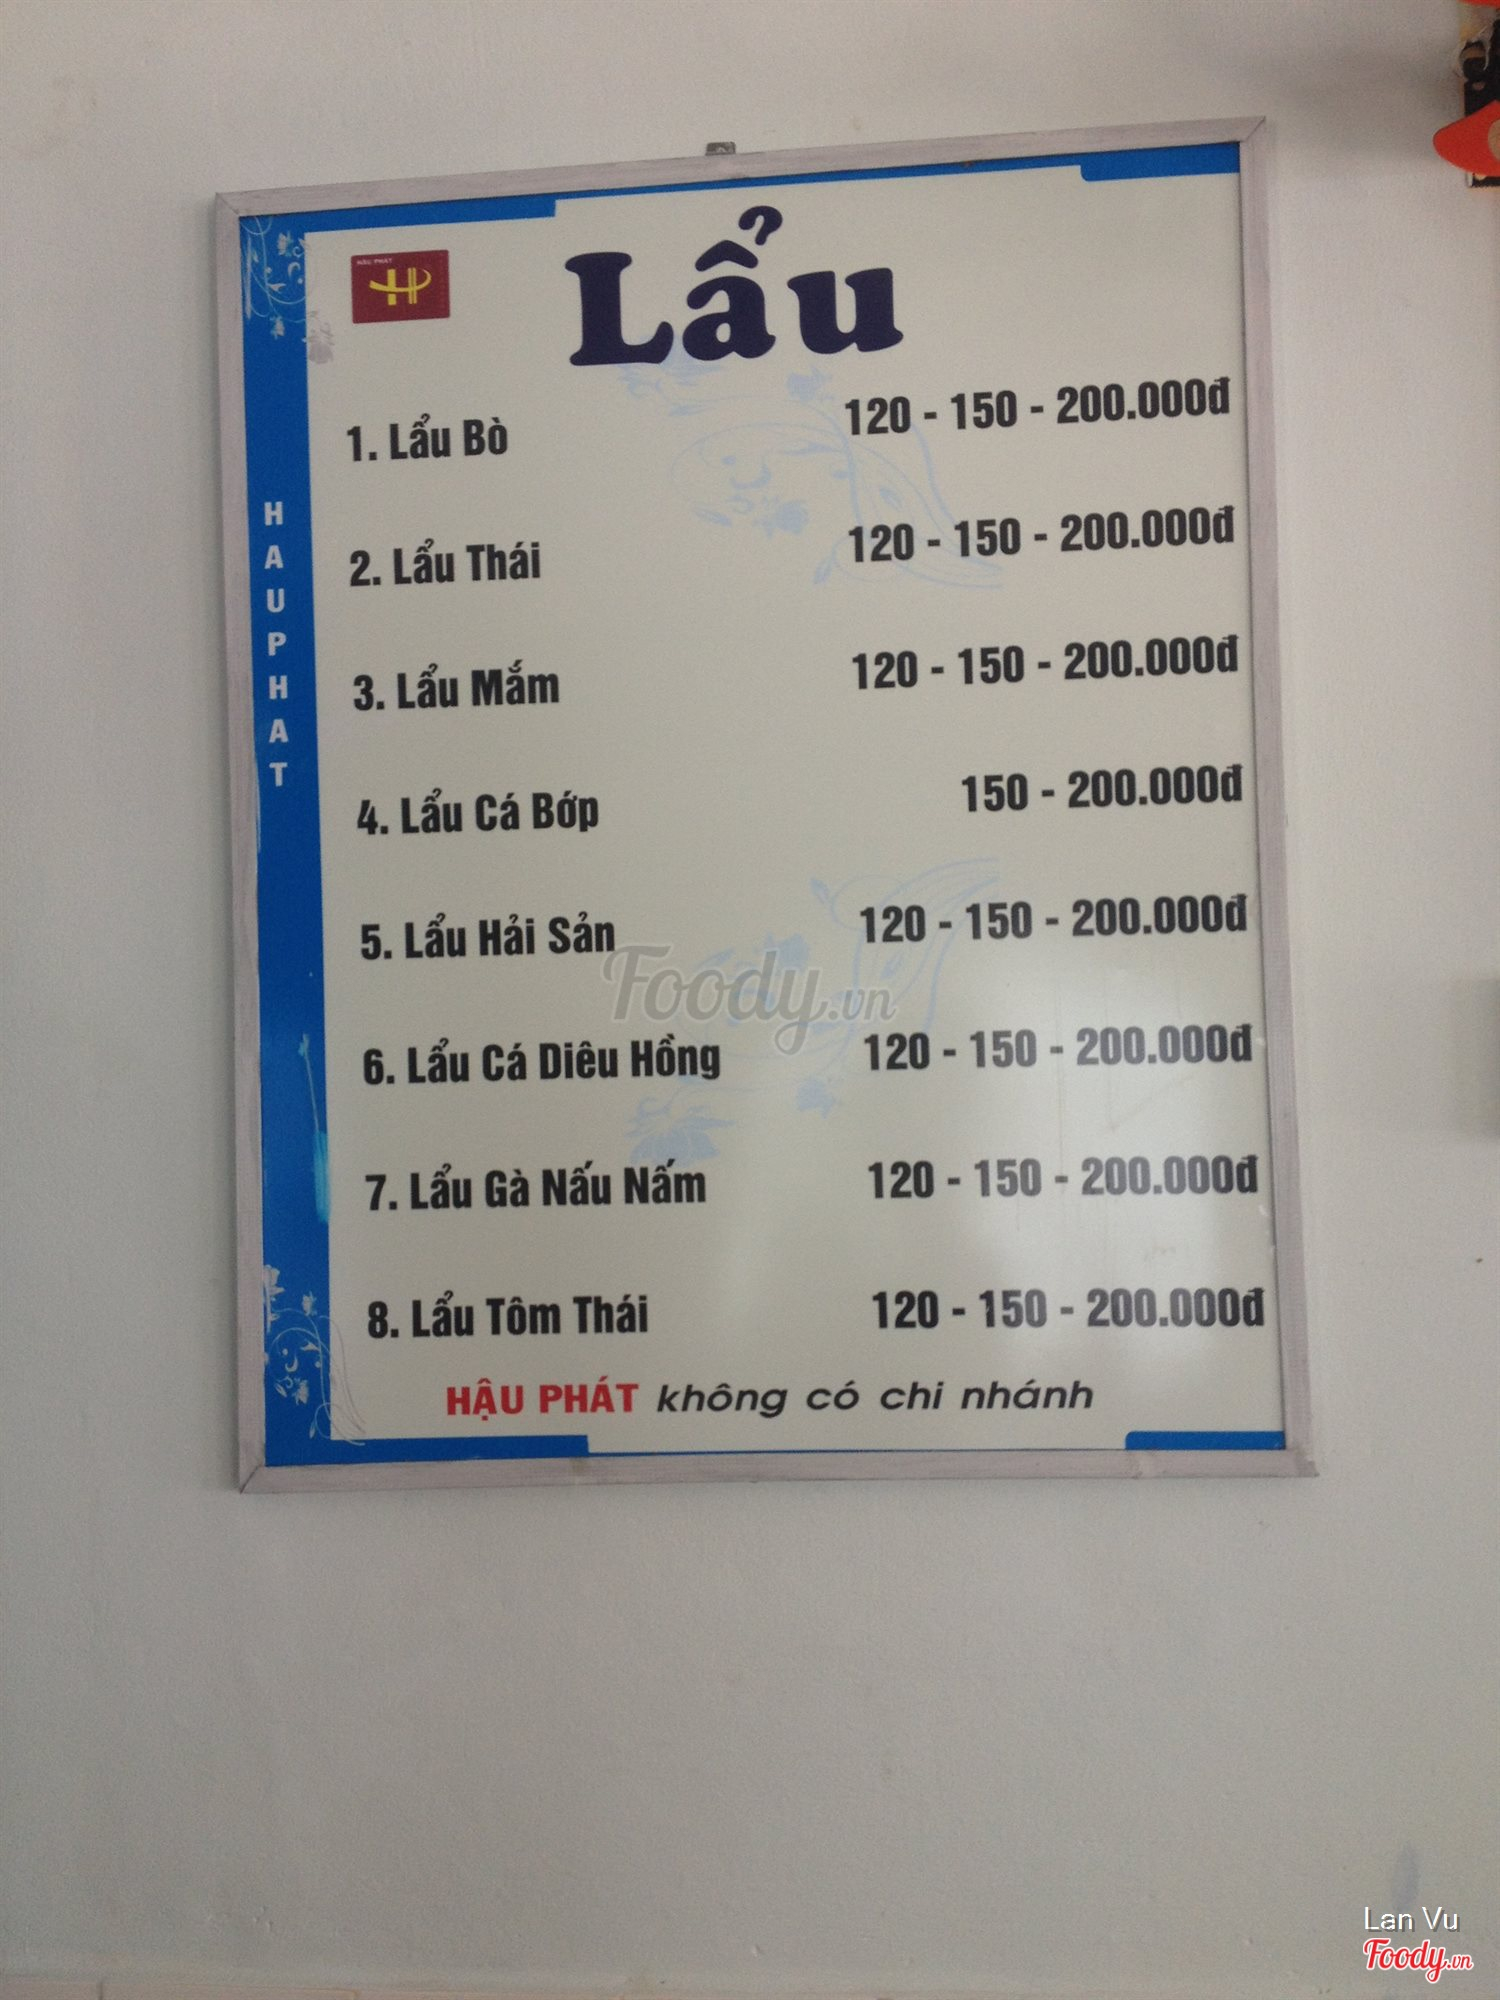 HẬU PHÁT
HP
Lẩu
HAUPHAT
1. Lẩu Bò 120 - 150 - 200.000đ
2. Lẩu Thái 120 - 150 - 200.000đ
3. Lẩu Mắm 120 - 150 - 200.000đ
4. Lẩu Cá Bớp 150 - 200.000đ
5. Lẩu Hải Sản 120 - 150 - 200.000đ
Foody.vn
6. Lẩu Cá Diêu Hồng 120 - 150 - 200.000đ
7. Lẩu Gà Nấu Nấm 120 - 150 - 200.000đ
8. Lẩu Tôm Thái 120 - 150 - 200.000đ
HẬU PHÁT không có chi nhánh
Lan Vu
Foody.vn